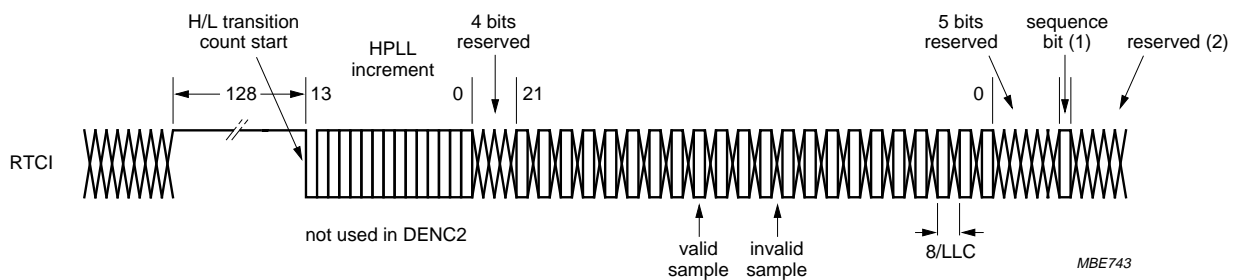 H/L transition
count start
4 bits
reserved
HPLL
increment
5 bits
reserved
sequence
bit (1)
reserved (2)
128
13
0
21
0
RTCI
not used in DENC2
valid
sample
invalid
sample
8/LLC
MBE743